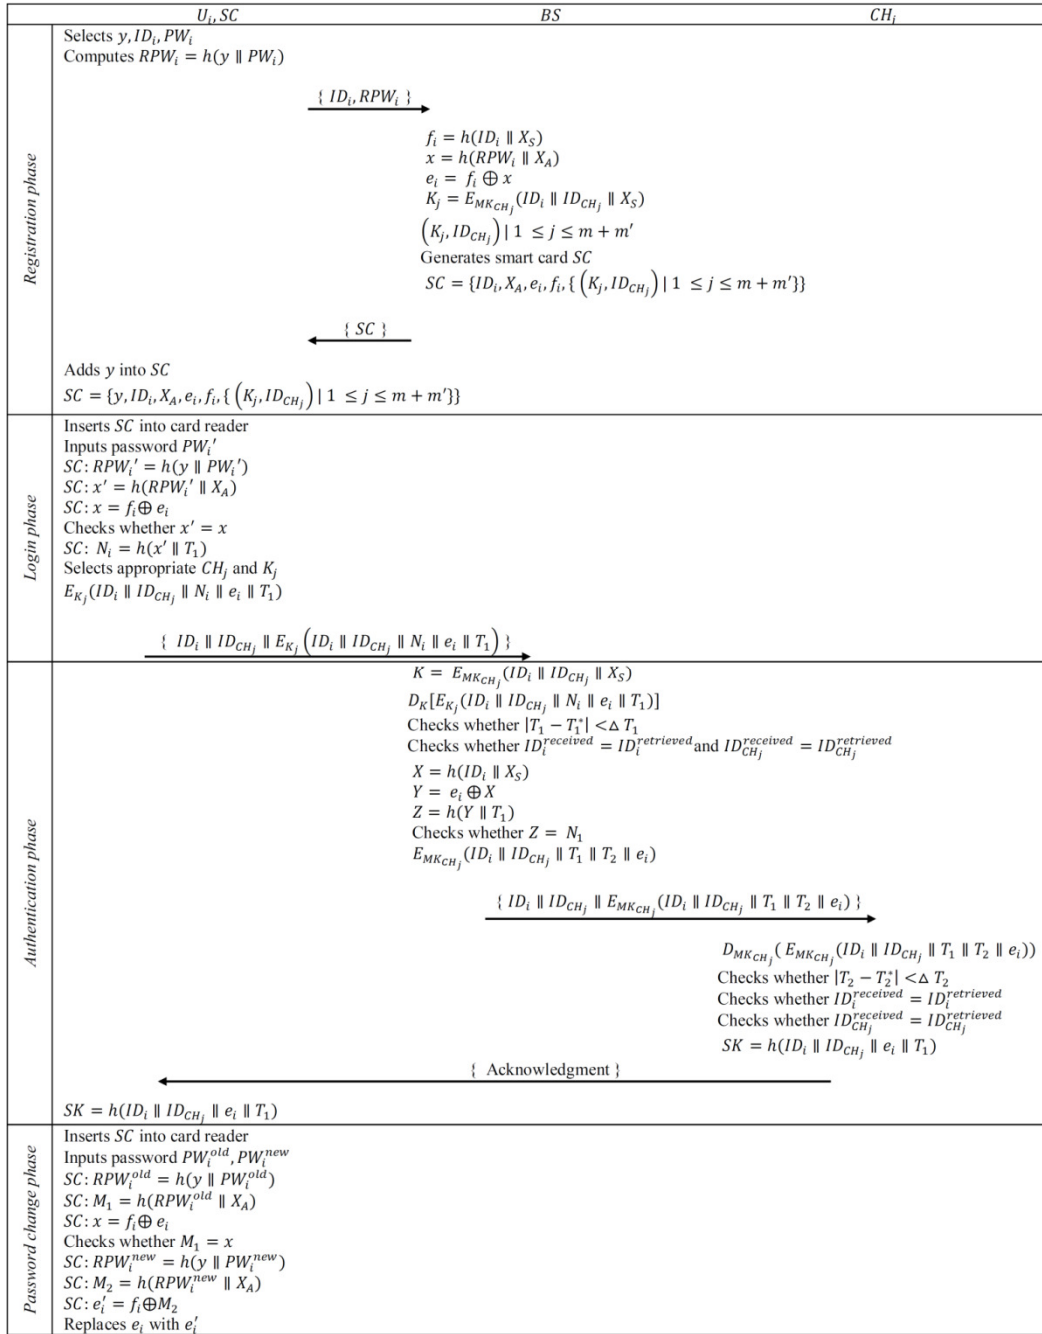 U_i, SC BS CH_j
Registration phase
Selects y, ID_i, PW_i
Computes RPW_i = h(y ∥ PW_i)
{ ID_i, RPW_i }
f_i = h(ID_i ∥ X_S)
x = h(RPW_i ∥ X_A)
e_i = f_i ⊕ x
K_j = E_{MK_{CH_j}}(ID_i ∥ ID_{CH_j} ∥ X_S)
(K_j, ID_{CH_j}) | 1 ≤ j ≤ m + m′
Generates smart card SC
SC = {ID_i, X_A, e_i, f_i, { (K_j, ID_{CH_j}) | 1 ≤ j ≤ m + m′}}
{ SC }
Adds y into SC
SC = {y, ID_i, X_A, e_i, f_i, { (K_j, ID_{CH_j}) | 1 ≤ j ≤ m + m′}}
Login phase
Inserts SC into card reader
Inputs password PW_i′
SC: RPW_i′ = h(y ∥ PW_i′)
SC: x′ = h(RPW_i′ ∥ X_A)
SC: x = f_i ⊕ e_i
Checks whether x′ = x
SC: N_i = h(x′ ∥ T_1)
Selects appropriate CH_j and K_j
E_{K_j}(ID_i ∥ ID_{CH_j} ∥ N_i ∥ e_i ∥ T_1)
{ ID_i ∥ ID_{CH_j} ∥ E_{K_j}(ID_i ∥ ID_{CH_j} ∥ N_i ∥ e_i ∥ T_1) }
Authentication phase
K = E_{MK_{CH_j}}(ID_i ∥ ID_{CH_j} ∥ X_S)
D_K[E_{K_j}(ID_i ∥ ID_{CH_j} ∥ N_i ∥ e_i ∥ T_1)]
Checks whether |T_1 − T_1^*| < △ T_1
Checks whether ID_i^{received} = ID_i^{retrieved} and ID_{CH_j}^{received} = ID_{CH_j}^{retrieved}
X = h(ID_i ∥ X_S)
Y = e_i ⊕ X
Z = h(Y ∥ T_1)
Checks whether Z = N_1
E_{MK_{CH_j}}(ID_i ∥ ID_{CH_j} ∥ T_1 ∥ T_2 ∥ e_i)
{ ID_i ∥ ID_{CH_j} ∥ E_{MK_{CH_j}}(ID_i ∥ ID_{CH_j} ∥ T_1 ∥ T_2 ∥ e_i) }
D_{MK_{CH_j}}( E_{MK_{CH_j}}(ID_i ∥ ID_{CH_j} ∥ T_1 ∥ T_2 ∥ e_i))
Checks whether |T_2 − T_2^*| < △ T_2
Checks whether ID_i^{received} = ID_i^{retrieved}
Checks whether ID_{CH_j}^{received} = ID_{CH_j}^{retrieved}
SK = h(ID_i ∥ ID_{CH_j} ∥ e_i ∥ T_1)
{ Acknowledgment }
SK = h(ID_i ∥ ID_{CH_j} ∥ e_i ∥ T_1)
Password change phase
Inserts SC into card reader
Inputs password PW_i^{old}, PW_i^{new}
SC: RPW_i^{old} = h(y ∥ PW_i^{old})
SC: M_1 = h(RPW_i^{old} ∥ X_A)
SC: x = f_i ⊕ e_i
Checks whether M_1 = x
SC: RPW_i^{new} = h(y ∥ PW_i^{new})
SC: M_2 = h(RPW_i^{new} ∥ X_A)
SC: e_i′ = f_i ⊕ M_2
Replaces e_i with e_i′